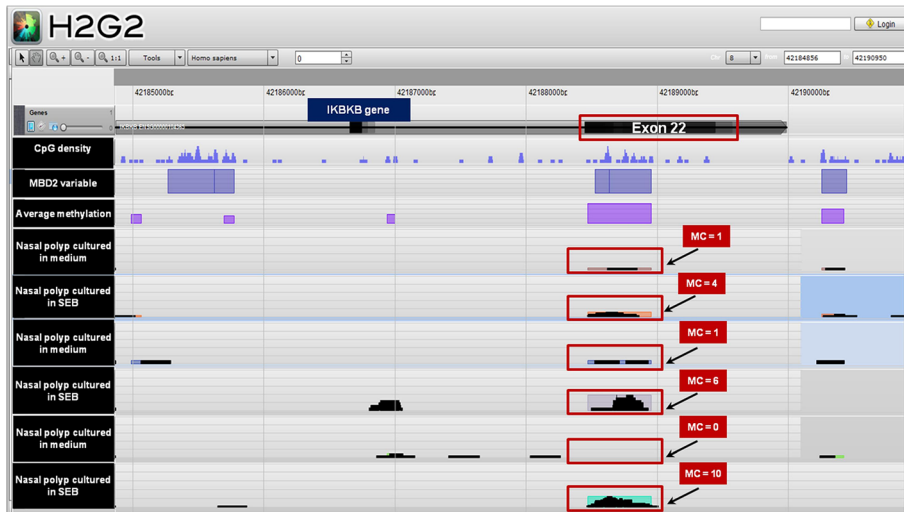 H2G2
Login
1:1 Tools Homo sapiens 0 8 42184856 42190950
42185000bp 42186000bp 42187000bp 42188000bp 42189000bp 42190000bp
Genes
IKBKB gene
Exon 22
CpG density
MBD2 variable
Average methylation
Nasal polyp cultured
in medium
MC = 1
Nasal polyp cultured
in SEB
MC = 4
Nasal polyp cultured
in medium
MC = 1
Nasal polyp cultured
in SEB
MC = 6
Nasal polyp cultured
in medium
MC = 0
Nasal polyp cultured
in SEB
MC = 10